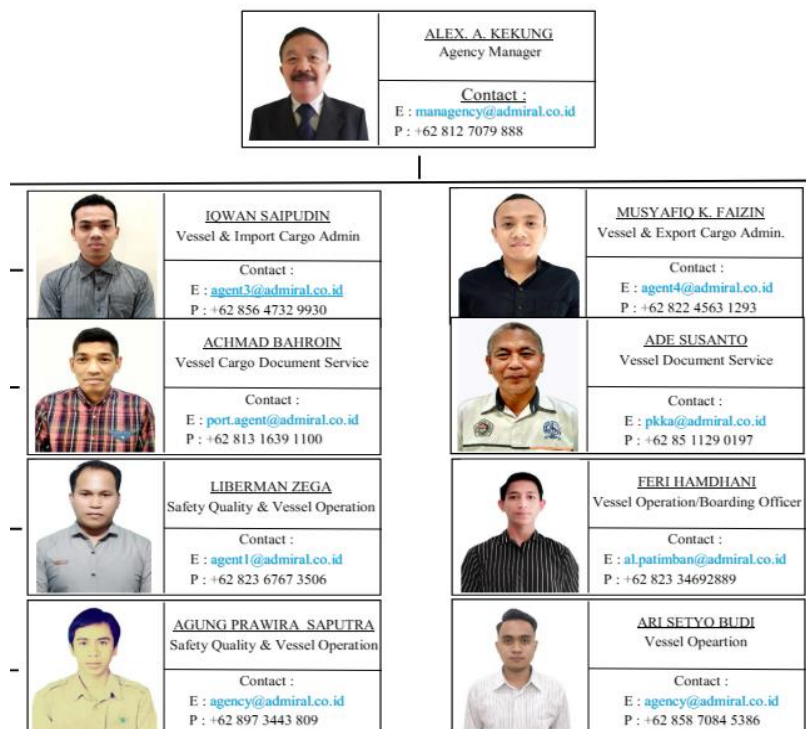 ALEX. A. KEKUNG
Agency Manager
Contact :
E : managency@admiral.co.id
P : +62 812 7079 888
IQWAN SAIPUDIN
Vessel & Import Cargo Admin
Contact :
E : agent3@admiral.co.id
P : +62 856 4732 9930
MUSYAFIQ K. FAIZIN
Vessel & Export Cargo Admin.
Contact :
E : agent4@admiral.co.id
P : +62 822 4563 1293
ACHMAD BAHROIN
Vessel Cargo Document Service
Contact :
E : port.agent@admiral.co.id
P : +62 813 1639 1100
ADE SUSANTO
Vessel Document Service
Contact :
E : pkka@admiral.co.id
P : +62 85 1129 0197
LIBERMAN ZEGA
Safety Quality & Vessel Operation
Contact :
E : agent1@admiral.co.id
P : +62 823 6767 3506
FERI HAMDHANI
Vessel Operation/Boarding Officer
Contact :
E : al.patimban@admiral.co.id
P : +62 823 34692889
AGUNG PRAWIRA SAPUTRA
Safety Quality & Vessel Operation
Contact :
E : agency@admiral.co.id
P : +62 897 3443 809
ARI SETYO BUDI
Vessel Opeartion
Contact :
E : agency@admiral.co.id
P : +62 858 7084 5386